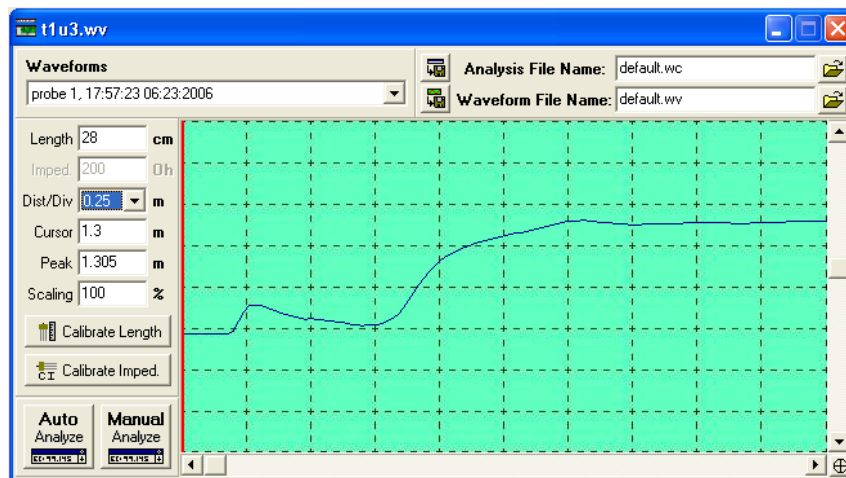 t1u3.wv
Waveforms
probe 1, 17:57:23 06:23:2006
Analysis File Name: default.wc
Waveform File Name: default.wv
Length 28 cm
Imped. 200 Oh
Dist/Div 0.25 m
Cursor 1.3 m
Peak 1.305 m
Scaling 100 %
Calibrate Length
CI Calibrate Imped.
Auto Analyze
Manual Analyze